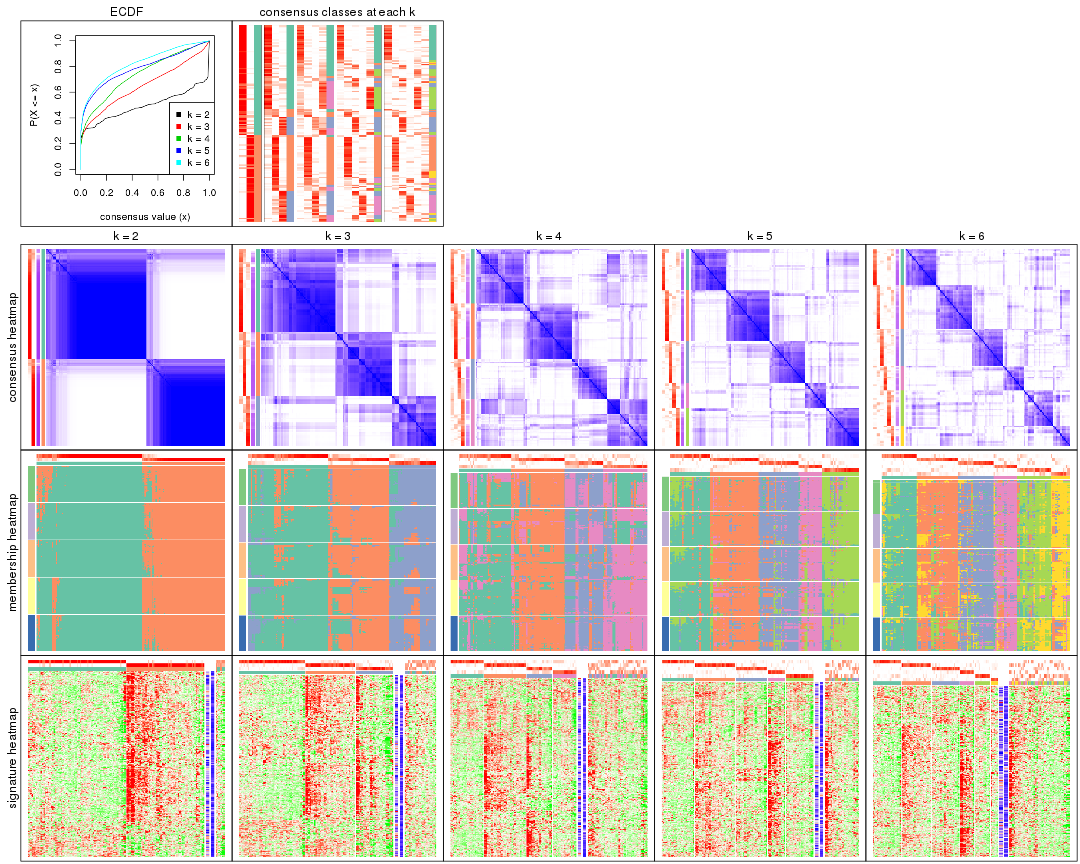 ECDF
consensus classes at each k
P(X <= x)
0.0 0.2 0.4 0.6 0.8 1.0
k = 2
k = 3
k = 4
k = 5
k = 6
0.0 0.2 0.4 0.6 0.8 1.0
consensus value (x)
k = 2 k = 3 k = 4 k = 5 k = 6
consensus heatmap
membership heatmap
signature heatmap